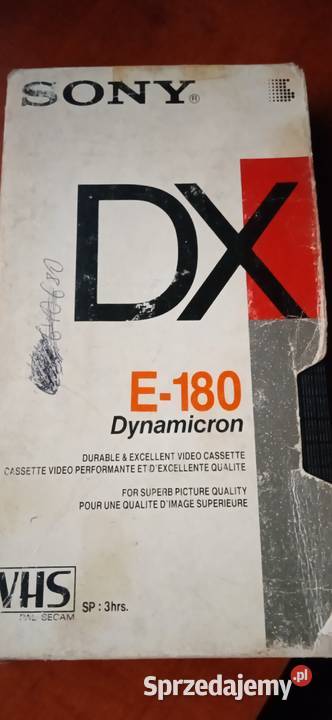 SONY®
DX
E-180
Dynamicron
DURABLE & EXCELLENT VIDEO CASSETTE
CASSETTE VIDEO PERFORMANTE ET D'EXCELLENTE QUALITE
FOR SUPERB PICTURE QUALITY
POUR UNE QUALITE D'IMAGE SUPERIEURE
VHS
PAL SECAM
SP : 3hrs.
Sprzedajemy.pl